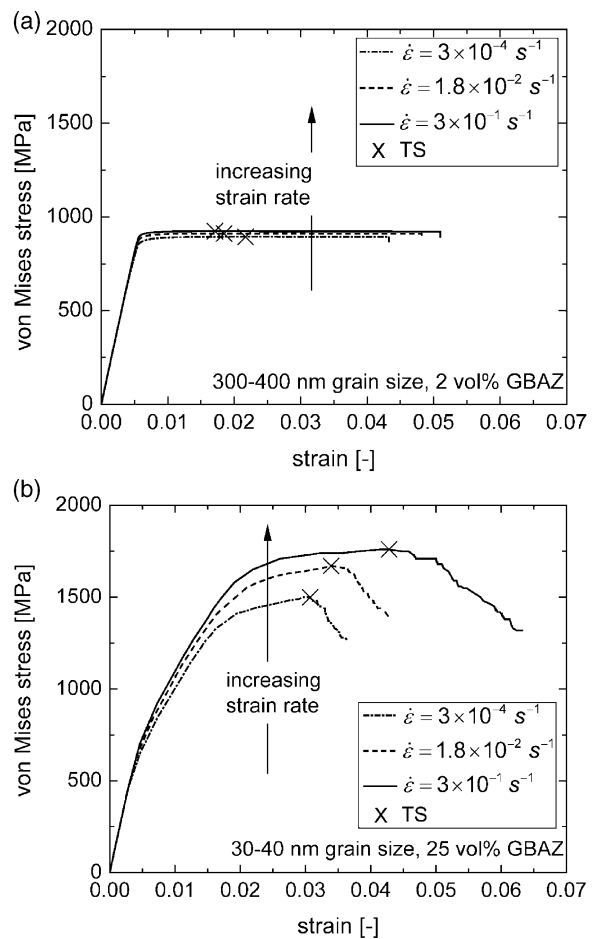 (a)
2000
1500
1000
500
0
von Mises stress [MPa]
ε̇ = 3×10⁻⁴ s⁻¹
ε̇ = 1.8×10⁻² s⁻¹
ε̇ = 3×10⁻¹ s⁻¹
X TS
increasing
strain rate
300-400 nm grain size, 2 vol% GBAZ
0.00 0.01 0.02 0.03 0.04 0.05 0.06 0.07
strain [-]
(b)
2000
1500
1000
500
0
von Mises stress [MPa]
increasing
strain rate
ε̇ = 3×10⁻⁴ s⁻¹
ε̇ = 1.8×10⁻² s⁻¹
ε̇ = 3×10⁻¹ s⁻¹
X TS
30-40 nm grain size, 25 vol% GBAZ
0.00 0.01 0.02 0.03 0.04 0.05 0.06 0.07
strain [-]